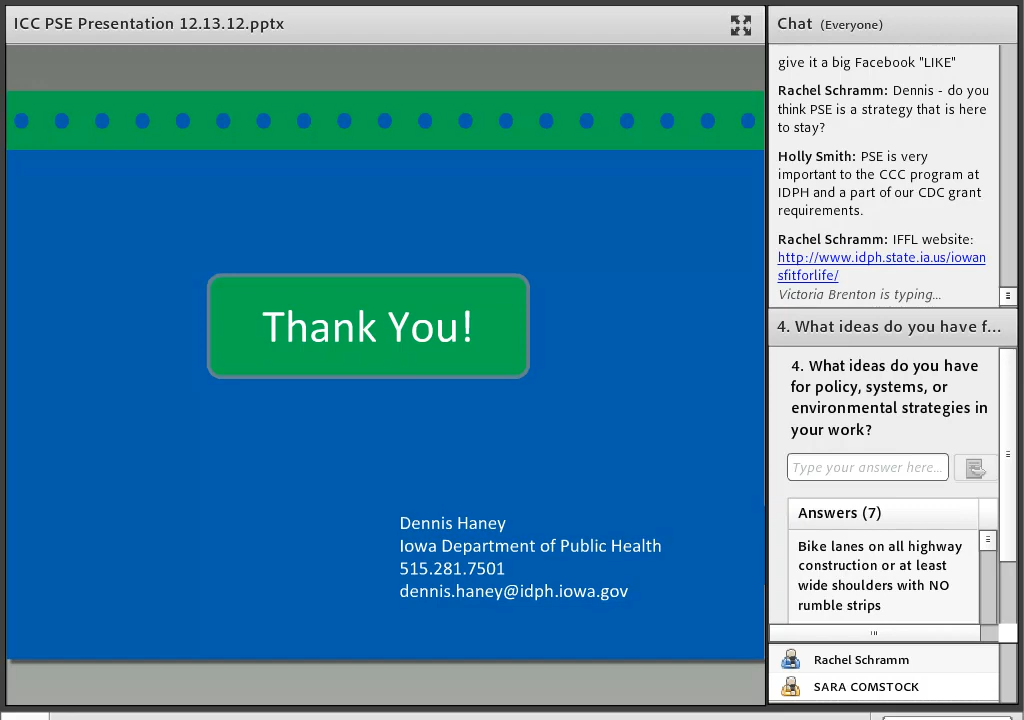 ICC PSE Presentation 12.13.12.pptx
Thank You!
Dennis Haney
Iowa Department of Public Health
515.281.7501
dennis.haney@idph.iowa.gov
Chat (Everyone)
give it a big Facebook "LIKE"
Rachel Schramm: Dennis - do you
think PSE is a strategy that is here
to stay?
Holly Smith: PSE is very
important to the CCC program at
IDPH and a part of our CDC grant
requirements.
Rachel Schramm: IFFL website:
http://www.idph.state.ia.us/iowan
sfitforlife/
Victoria Brenton is typing...
4. What ideas do you have f...
4. What ideas do you have
for policy, systems, or
environmental strategies in
your work?
Type your answer here...
Answers (7)
Bike lanes on all highway
construction or at least
wide shoulders with NO
rumble strips
Rachel Schramm
SARA COMSTOCK